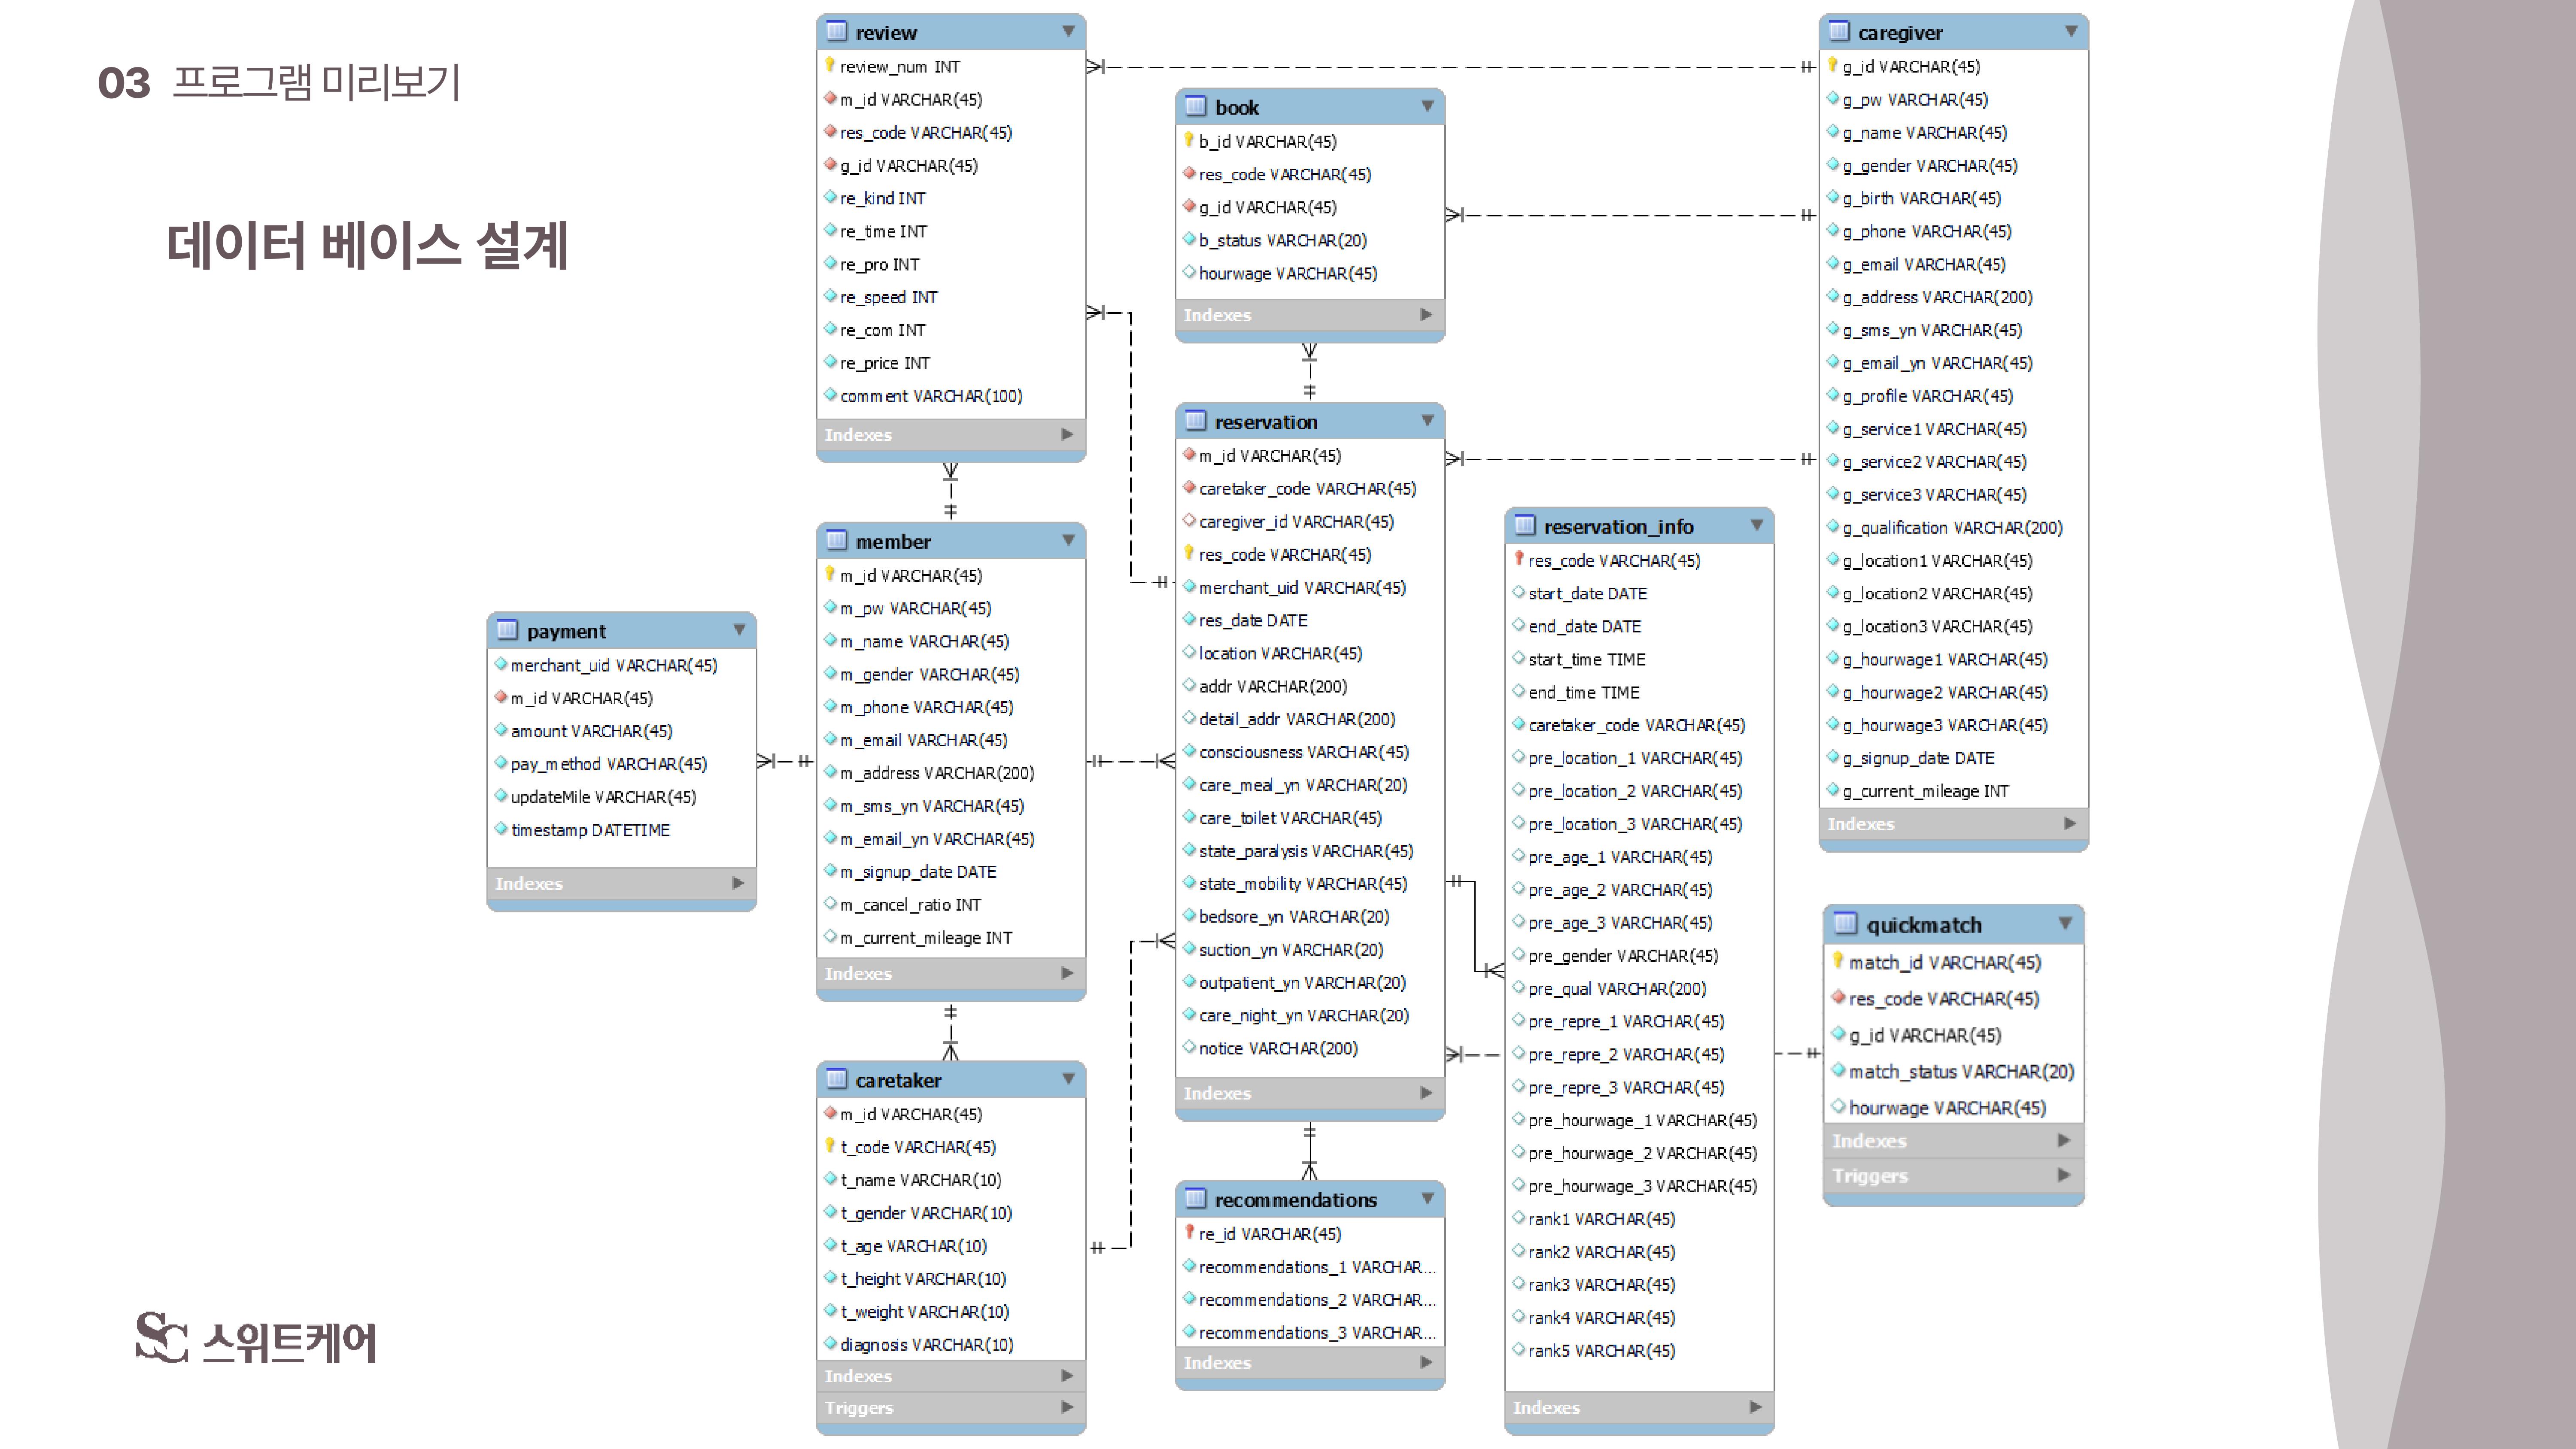 03 프로그램 미리보기
데이터 베이스 설계
review
review_num INT
m_id VARCHAR(45)
res_code VARCHAR(45)
g_id VARCHAR(45)
re_kind INT
re_time INT
re_pro INT
re_speed INT
re_com INT
re_price INT
comment VARCHAR(100)
Indexes
book
b_id VARCHAR(45)
res_code VARCHAR(45)
g_id VARCHAR(45)
b_status VARCHAR(20)
hourwage VARCHAR(45)
Indexes
caregiver
g_id VARCHAR(45)
g_pw VARCHAR(45)
g_name VARCHAR(45)
g_gender VARCHAR(45)
g_birth VARCHAR(45)
g_phone VARCHAR(45)
g_email VARCHAR(45)
g_address VARCHAR(200)
g_sms_yn VARCHAR(45)
g_email_yn VARCHAR(45)
g_profile VARCHAR(45)
g_service1 VARCHAR(45)
g_service2 VARCHAR(45)
g_service3 VARCHAR(45)
g_qualification VARCHAR(200)
g_location1 VARCHAR(45)
g_location2 VARCHAR(45)
g_location3 VARCHAR(45)
g_hourwage1 VARCHAR(45)
g_hourwage2 VARCHAR(45)
g_hourwage3 VARCHAR(45)
g_signup_date DATE
g_current_mileage INT
Indexes
payment
merchant_uid VARCHAR(45)
m_id VARCHAR(45)
amount VARCHAR(45)
pay_method VARCHAR(45)
updateMile VARCHAR(45)
timestamp DATETIME
Indexes
member
m_id VARCHAR(45)
m_pw VARCHAR(45)
m_name VARCHAR(45)
m_gender VARCHAR(45)
m_phone VARCHAR(45)
m_email VARCHAR(45)
m_address VARCHAR(200)
m_sms_yn VARCHAR(45)
m_email_yn VARCHAR(45)
m_signup_date DATE
m_cancel_ratio INT
m_current_mileage INT
Indexes
reservation
m_id VARCHAR(45)
caretaker_code VARCHAR(45)
caregiver_id VARCHAR(45)
res_code VARCHAR(45)
merchant_uid VARCHAR(45)
res_date DATE
location VARCHAR(45)
addr VARCHAR(200)
detail_addr VARCHAR(200)
consciousness VARCHAR(45)
care_meal_yn VARCHAR(20)
care_toilet VARCHAR(45)
state_paralysis VARCHAR(45)
state_mobility VARCHAR(45)
bedsore_yn VARCHAR(20)
suction_yn VARCHAR(20)
outpatient_yn VARCHAR(20)
care_night_yn VARCHAR(20)
notice VARCHAR(200)
Indexes
reservation_info
res_code VARCHAR(45)
start_date DATE
end_date DATE
start_time TIME
end_time TIME
caretaker_code VARCHAR(45)
pre_location_1 VARCHAR(45)
pre_location_2 VARCHAR(45)
pre_location_3 VARCHAR(45)
pre_age_1 VARCHAR(45)
pre_age_2 VARCHAR(45)
pre_age_3 VARCHAR(45)
pre_gender VARCHAR(45)
pre_qual VARCHAR(200)
pre_repre_1 VARCHAR(45)
pre_repre_2 VARCHAR(45)
pre_repre_3 VARCHAR(45)
pre_hourwage_1 VARCHAR(45)
pre_hourwage_2 VARCHAR(45)
pre_hourwage_3 VARCHAR(45)
rank1 VARCHAR(45)
rank2 VARCHAR(45)
rank3 VARCHAR(45)
rank4 VARCHAR(45)
rank5 VARCHAR(45)
Indexes
quickmatch
match_id VARCHAR(45)
res_code VARCHAR(45)
g_id VARCHAR(45)
match_status VARCHAR(20)
hourwage VARCHAR(45)
Indexes
Triggers
caretaker
m_id VARCHAR(45)
t_code VARCHAR(45)
t_name VARCHAR(10)
t_gender VARCHAR(10)
t_age VARCHAR(10)
t_height VARCHAR(10)
t_weight VARCHAR(10)
diagnosis VARCHAR(10)
Indexes
Triggers
recommendations
re_id VARCHAR(45)
recommendations_1 VARCHAR...
recommendations_2 VARCHAR...
recommendations_3 VARCHAR...
Indexes
SC 스위트케어